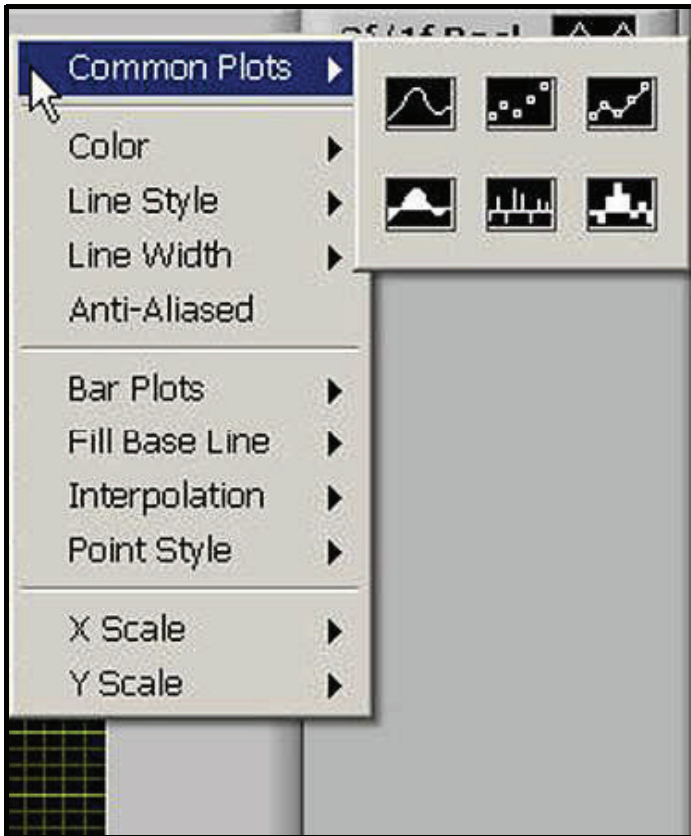 Common Plots
Color
Line Style
Line Width
Anti-Aliased
Bar Plots
Fill Base Line
Interpolation
Point Style
X Scale
Y Scale